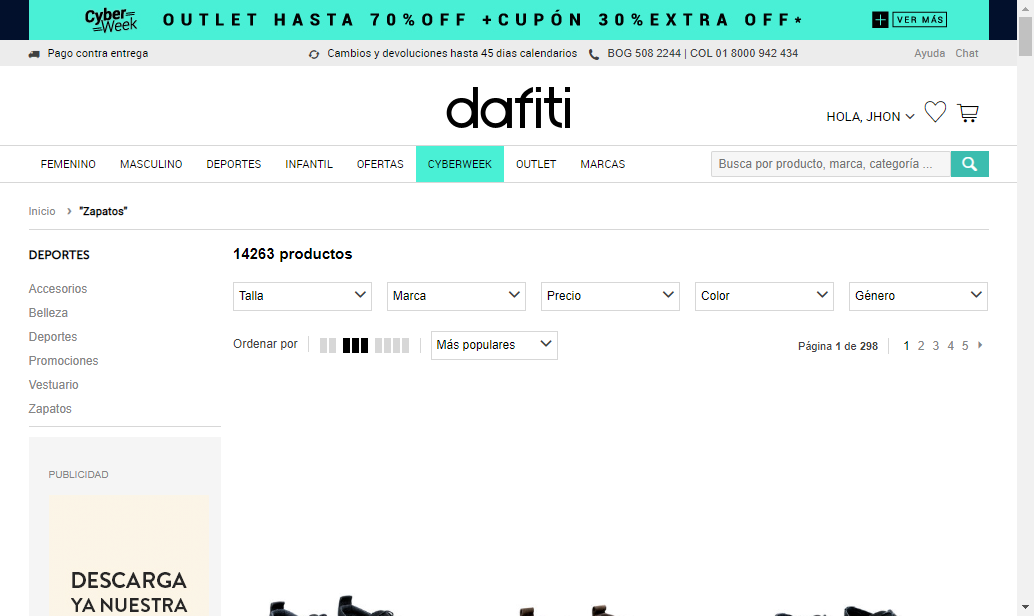 Cyber Week OUTLET HASTA 70%OFF +CUPÓN 30%EXTRA OFF* VER MÁS
Pago contra entrega Cambios y devoluciones hasta 45 dias calendarios BOG 508 2244 | COL 01 8000 942 434 Ayuda Chat
dafiti
HOLA, JHON
FEMENINO MASCULINO DEPORTES INFANTIL OFERTAS CYBERWEEK OUTLET MARCAS Busca por producto, marca, categoría ...
Inicio › "Zapatos"
DEPORTES
Accesorios
Belleza
Deportes
Promociones
Vestuario
Zapatos
PUBLICIDAD
DESCARGA
YA NUESTRA
14263 productos
Talla Marca Precio Color Género
Ordenar por Más populares Página 1 de 298 1 2 3 4 5